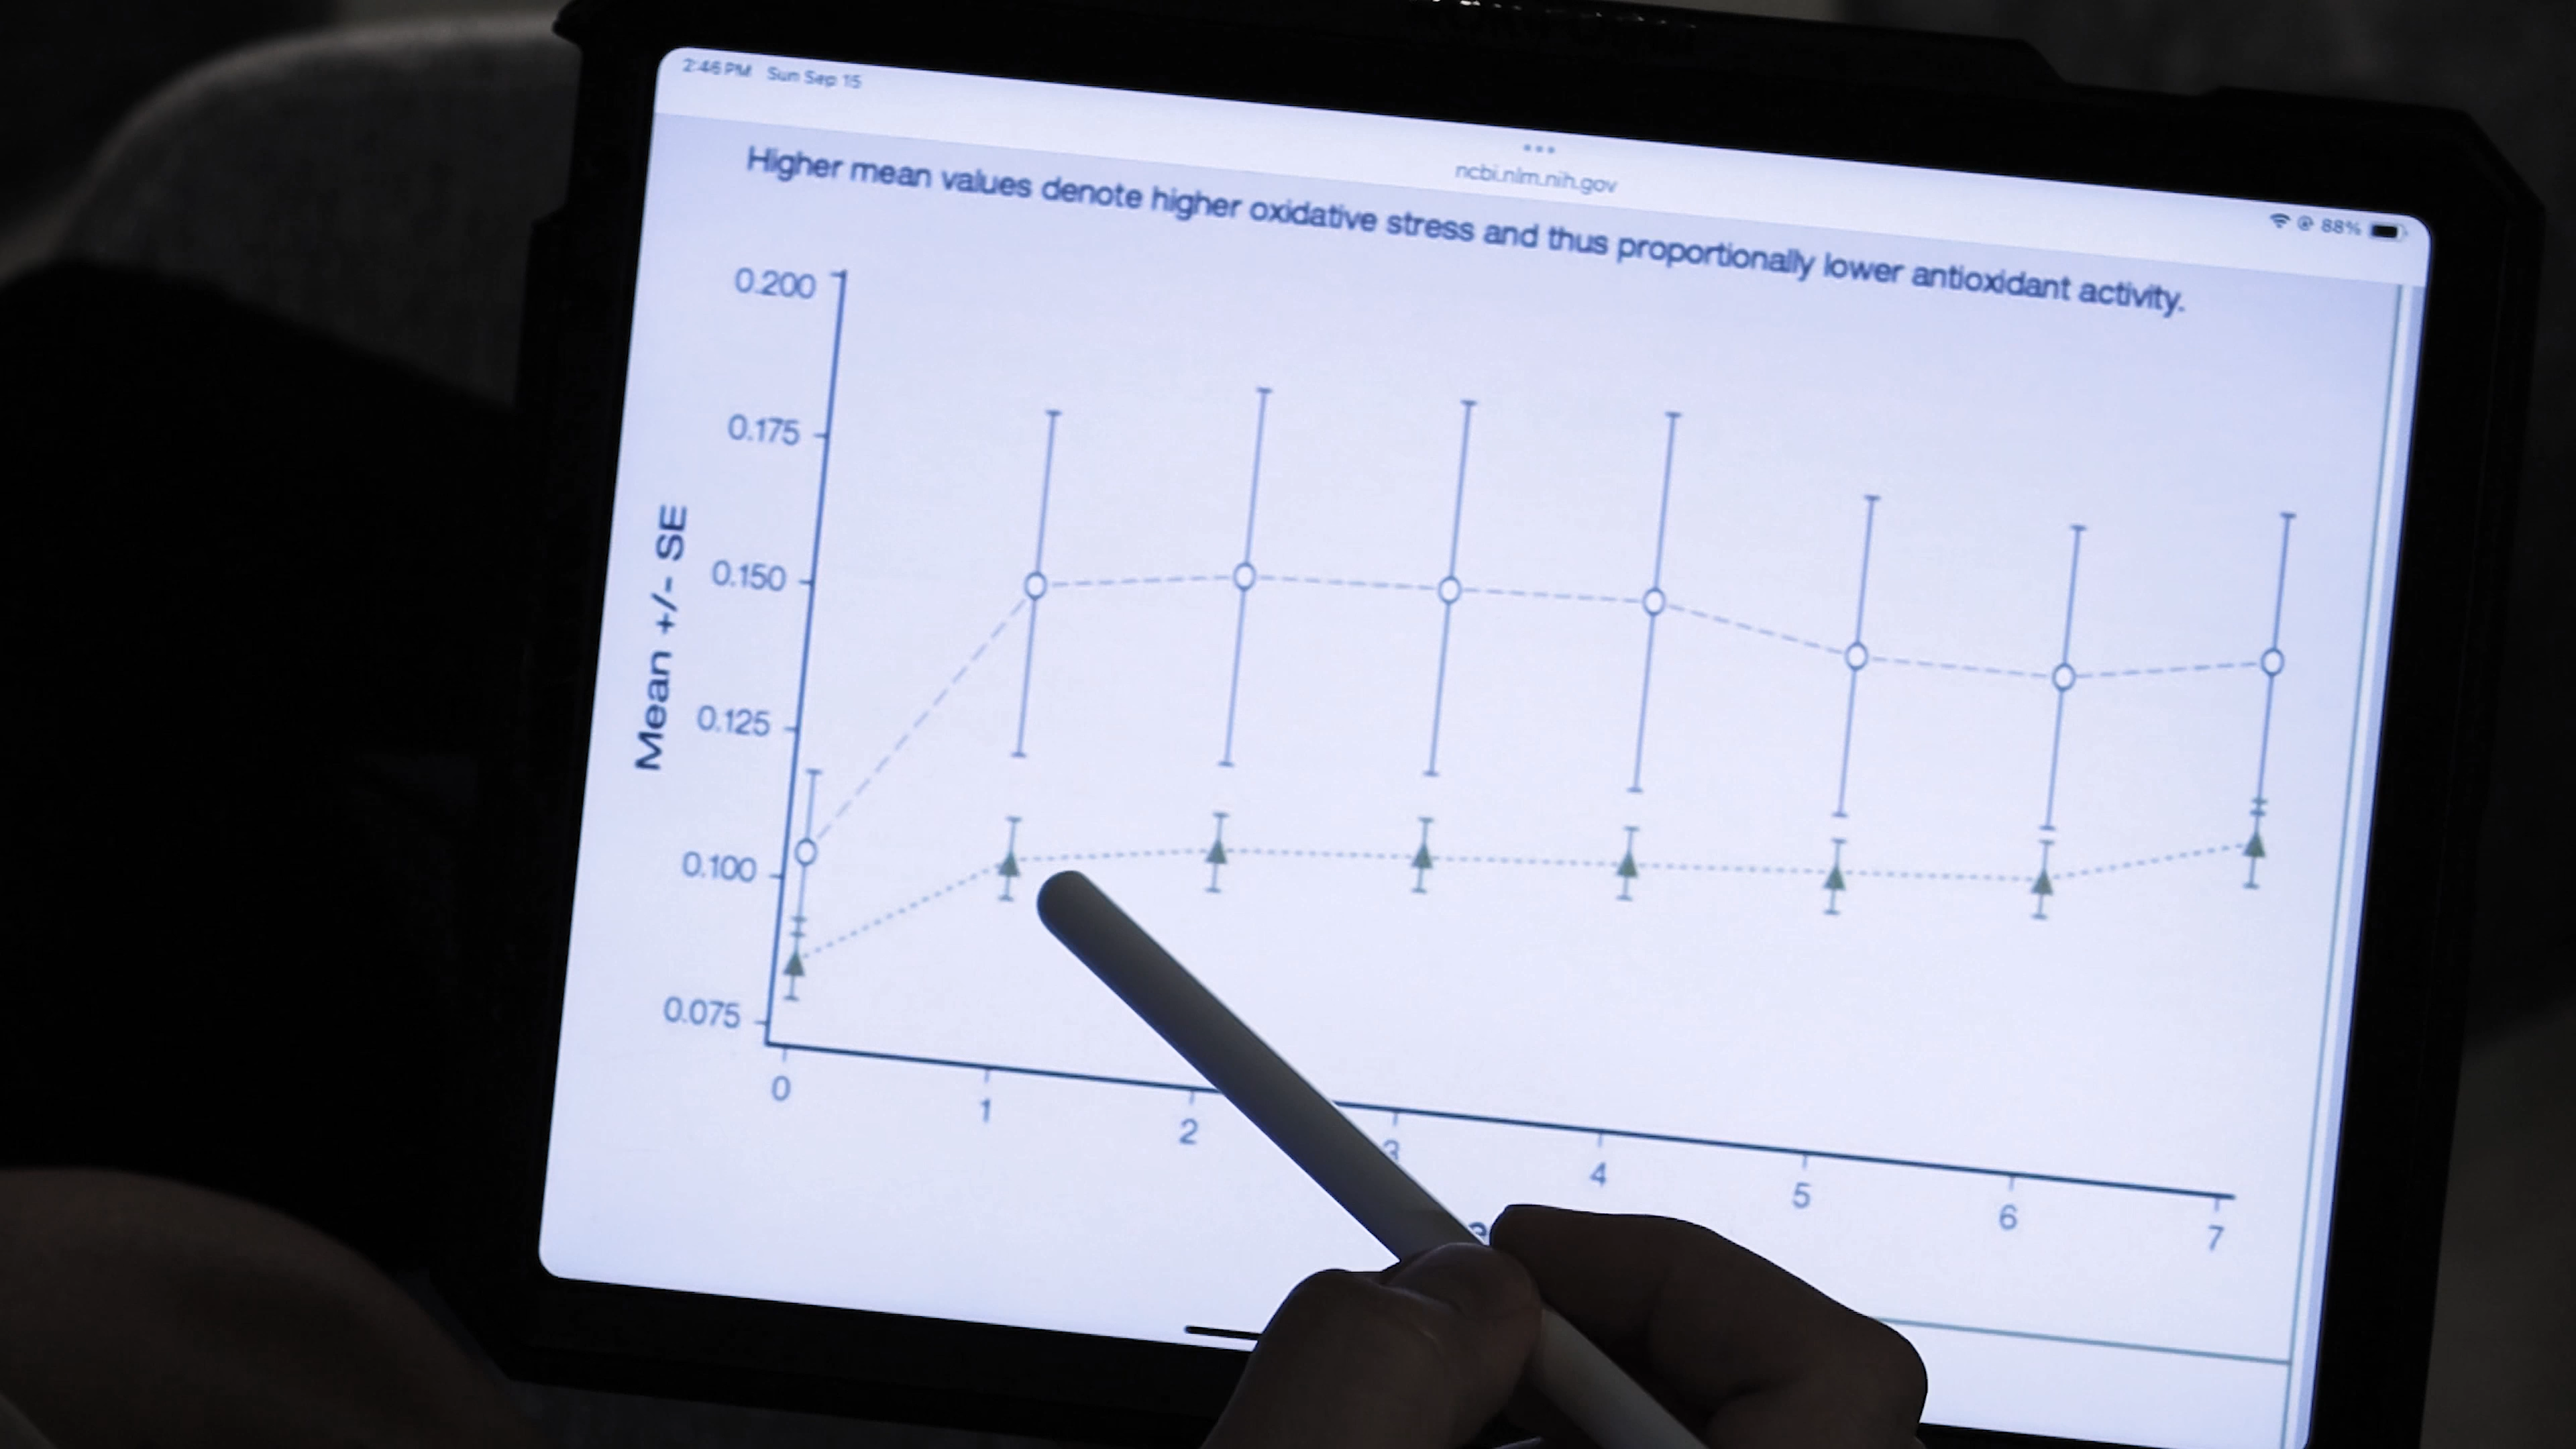 2:46 PM Sun Sep 15
ncbi.nlm.nih.gov
88%
Higher mean values denote higher oxidative stress and thus proportionally lower antioxidant activity.
Mean +/- SE
0.200
0.175
0.150
0.125
0.100
0.075
0 1 2 3 4 5 6 7